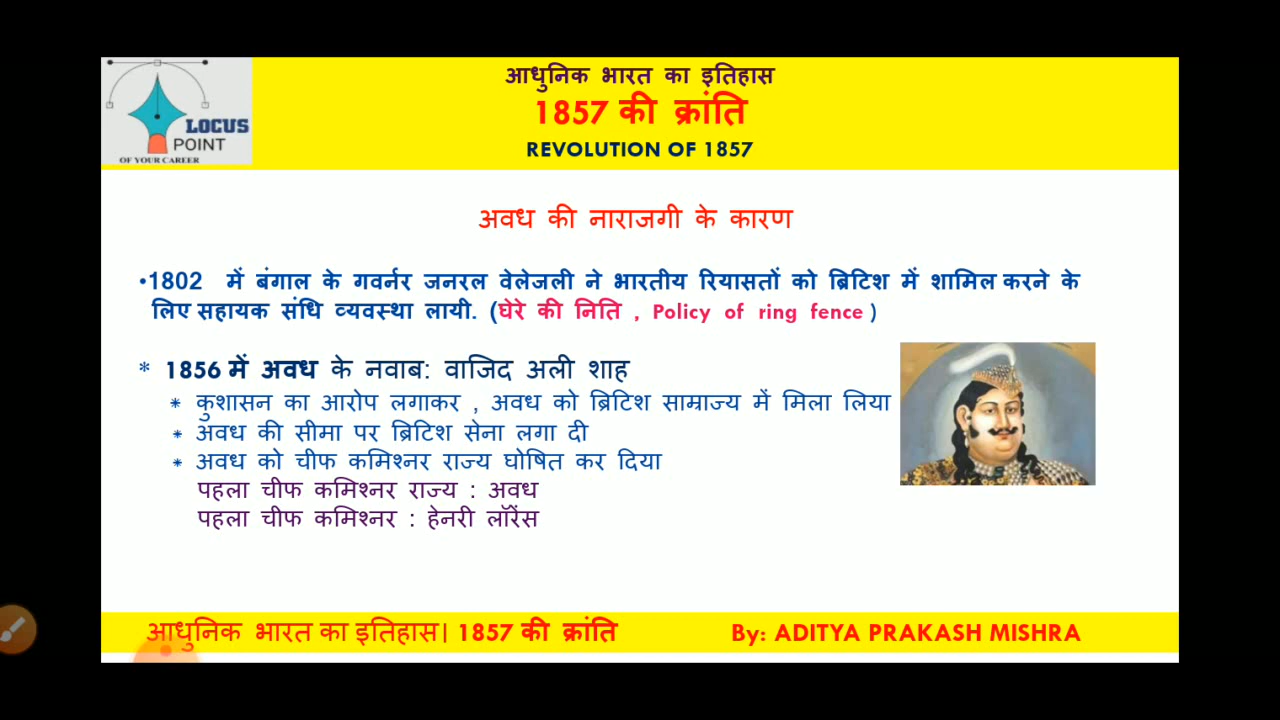 LOCUS
POINT
OF YOUR CAREER
आधुनिक भारत का इतिहास
1857 की क्रांति
REVOLUTION OF 1857
अवध की नाराजगी के कारण
•1802 में बंगाल के गवर्नर जनरल वेलेजली ने भारतीय रियासतों को ब्रिटिश में शामिल करने के
लिए सहायक संधि व्यवस्था लायी. (घेरे की निति , Policy of ring fence )
* 1856 में अवध के नवाब: वाजिद अली शाह
* कुशासन का आरोप लगाकर , अवध को ब्रिटिश साम्राज्य में मिला लिया
* अवध की सीमा पर ब्रिटिश सेना लगा दी
* अवध को चीफ कमिश्नर राज्य घोषित कर दिया
पहला चीफ कमिश्नर राज्य : अवध
पहला चीफ कमिश्नर : हेनरी लॉरेंस
आधुनिक भारत का इतिहास। 1857 की क्रांति By: ADITYA PRAKASH MISHRA